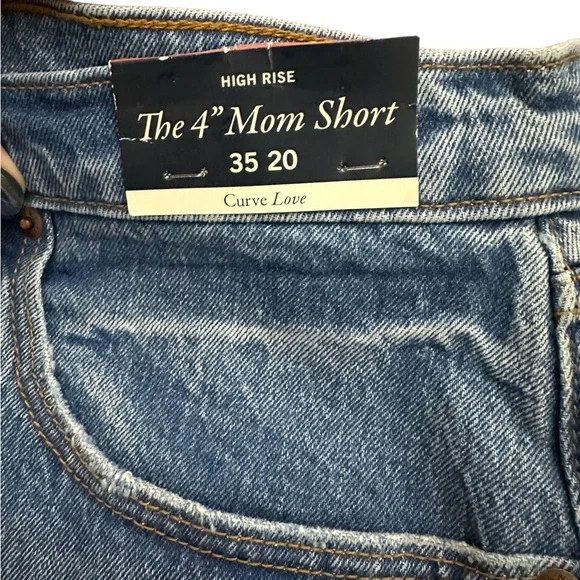 HIGH RISE
The 4” Mom Short
35 20
Curve Love